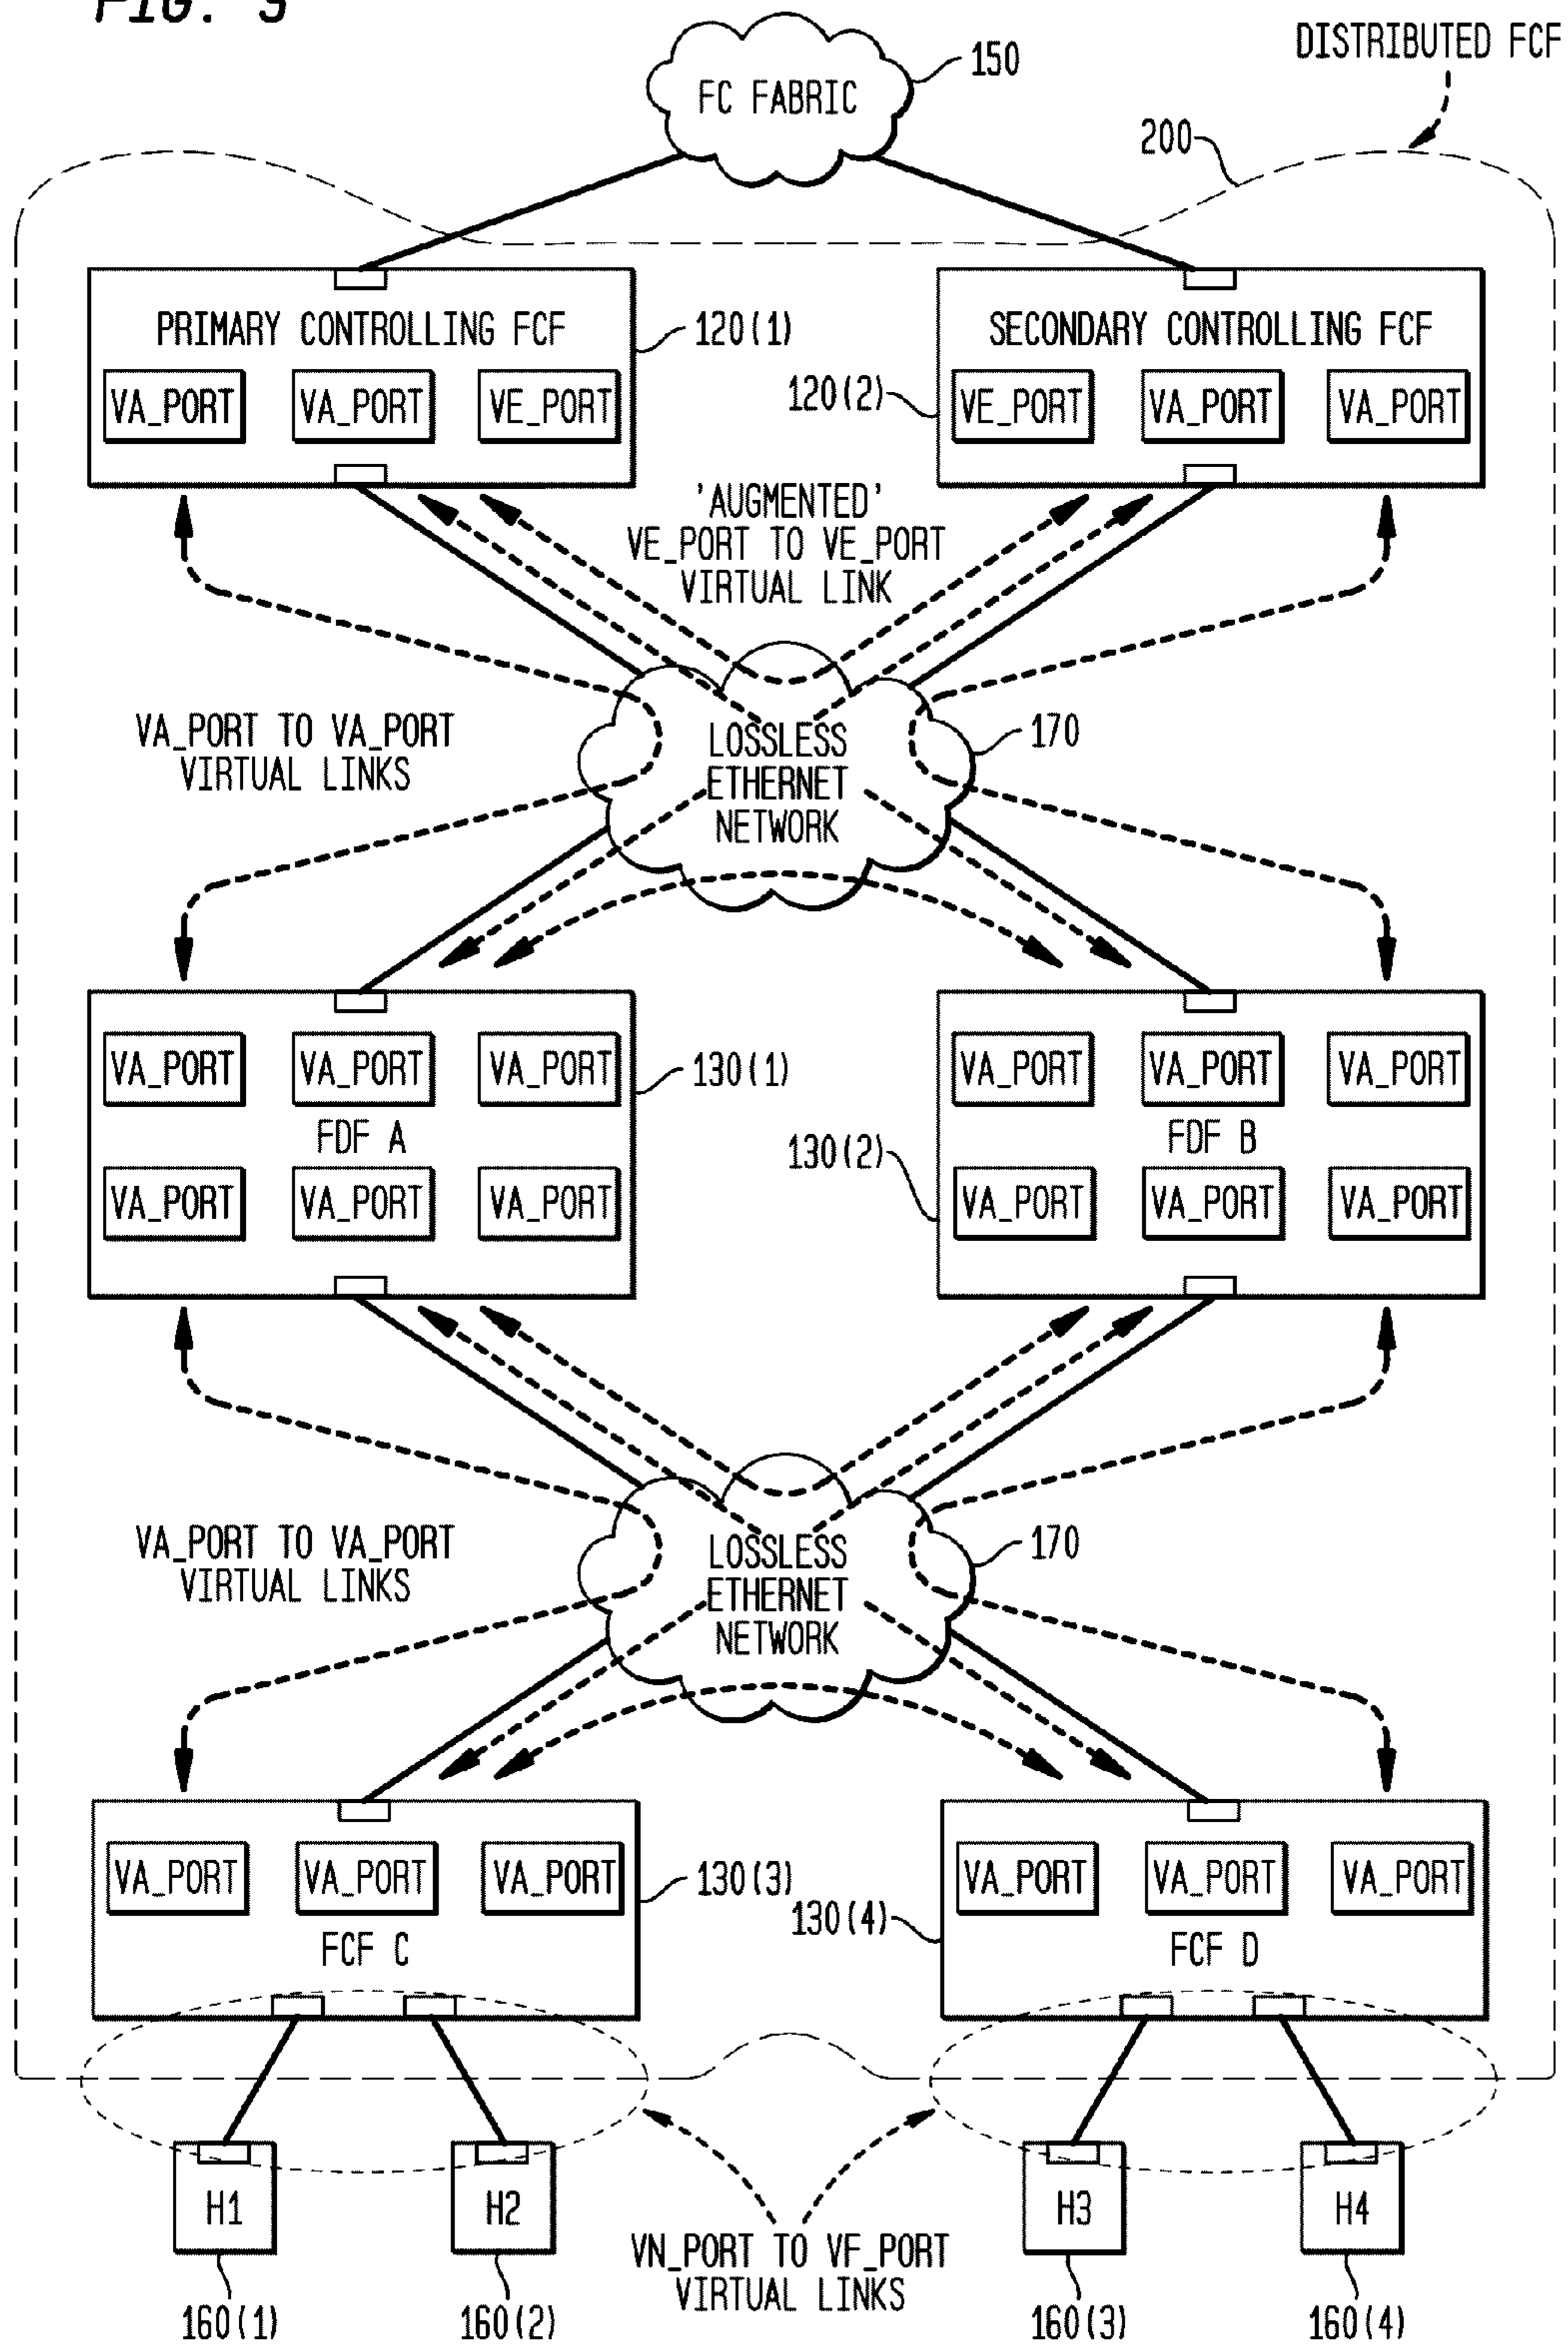 FIG. 3
150
DISTRIBUTED FCF
FC FABRIC
200
PRIMARY CONTROLLING FCF
120(1)
SECONDARY CONTROLLING FCF
VA_PORT
VA_PORT
VE_PORT
120(2)
VE_PORT
VA_PORT
VA_PORT
'AUGMENTED'
VE_PORT TO VE_PORT
VIRTUAL LINK
VA_PORT TO VA_PORT
VIRTUAL LINKS
LOSSLESS
ETHERNET
NETWORK
170
VA_PORT
VA_PORT
VA_PORT
130(1)
VA_PORT
VA_PORT
VA_PORT
FDF A
130(2)
FDF B
VA_PORT
VA_PORT
VA_PORT
VA_PORT
VA_PORT
VA_PORT
VA_PORT TO VA_PORT
VIRTUAL LINKS
LOSSLESS
ETHERNET
NETWORK
170
VA_PORT
VA_PORT
VA_PORT
130(3)
VA_PORT
VA_PORT
VA_PORT
FCF C
130(4)
FCF D
H1
H2
H3
H4
VN_PORT TO VF_PORT
VIRTUAL LINKS
160(1)
160(2)
160(3)
160(4)